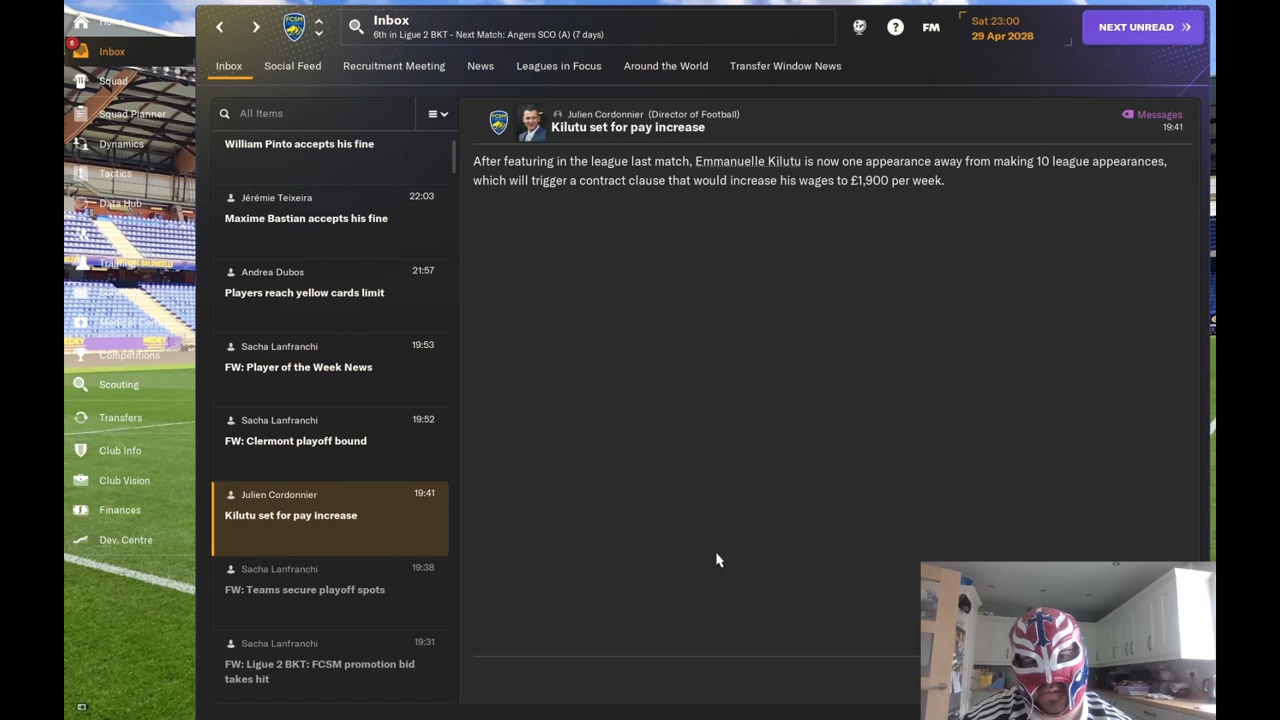 Home
6
Inbox
Squad
Squad Planner
Dynamics
Tactics
Data Hub
Competitions
Scouting
Transfers
Club Info
Club Vision
Finances
Dev. Centre
FCSM
Inbox
6th in Ligue 2 BKT - Next Match: Angers SCO (A) (7 days)
?
FM
Sat 23:00
29 Apr 2028
NEXT UNREAD
Inbox
Social Feed
Recruitment Meeting
News
Leagues in Focus
Around the World
Transfer Window News
All Items
William Pinto accepts his fine
Jérémie Teixeira
22:03
Maxime Bastian accepts his fine
Andrea Dubos
21:57
Players reach yellow cards limit
Sacha Lanfranchi
19:53
FW: Player of the Week News
Sacha Lanfranchi
19:52
FW: Clermont playoff bound
Julien Cordonnier
19:41
Kilutu set for pay increase
Sacha Lanfranchi
19:38
FW: Teams secure playoff spots
Sacha Lanfranchi
19:31
FW: Ligue 2 BKT: FCSM promotion bid
takes hit
FCSM
Julien Cordonnier (Director of Football)
Kilutu set for pay increase
Messages
19:41
After featuring in the league last match, Emmanuelle Kilutu is now one appearance away from making 10 league appearances,
which will trigger a contract clause that would increase his wages to £1,900 per week.